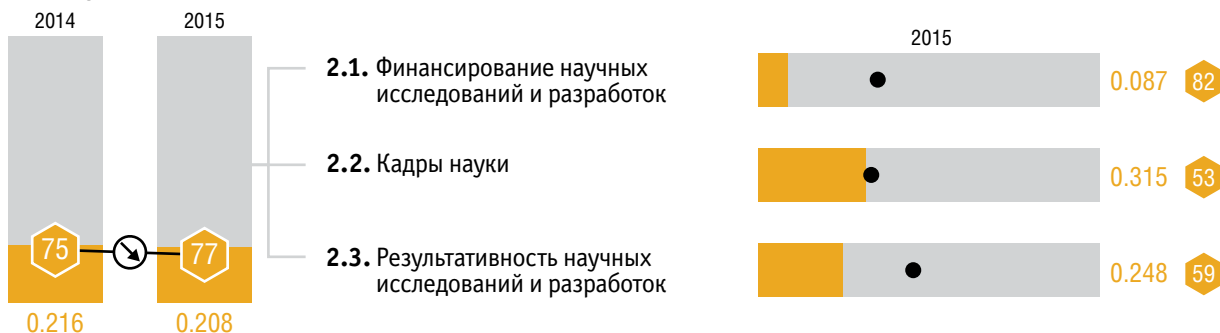 2014
2015
75
77
0.216
0.208
2.1. Финансирование научных
исследований и разработок
2.2. Кадры науки
2.3. Результативность научных
исследований и разработок
2015
0.087 82
0.315 53
0.248 59